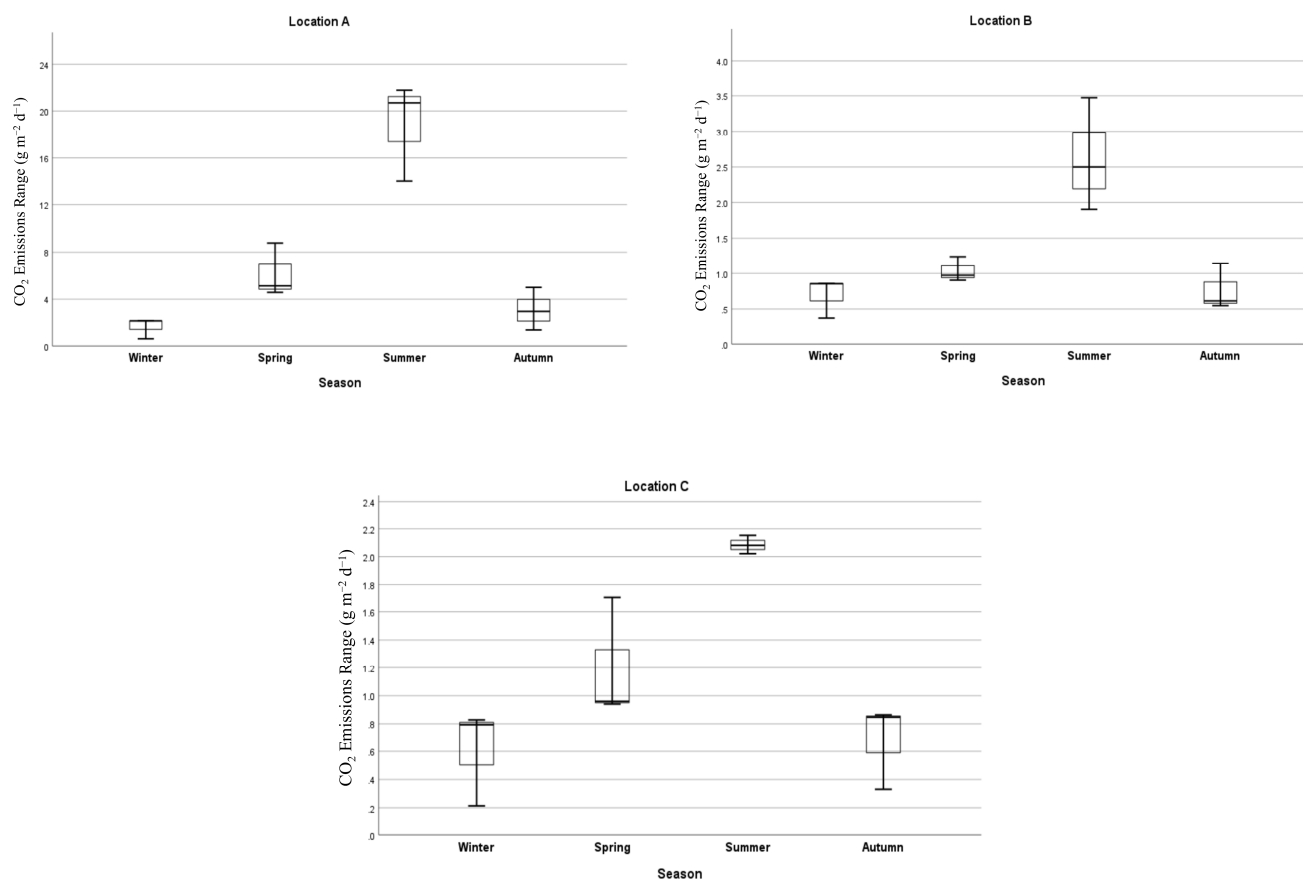 Location A
CO₂ Emissions Range (g m⁻² d⁻¹)
24
20
16
12
8
4
0
Winter Spring Summer Autumn
Season
Location B
CO₂ Emissions Range (g m⁻² d⁻¹)
4.0
3.5
3.0
2.5
2.0
1.5
1.0
.5
.0
Winter Spring Summer Autumn
Season
Location C
CO₂ Emissions Range (g m⁻² d⁻¹)
2.4
2.2
2.0
1.8
1.6
1.4
1.2
1.0
.8
.6
.4
.2
.0
Winter Spring Summer Autumn
Season